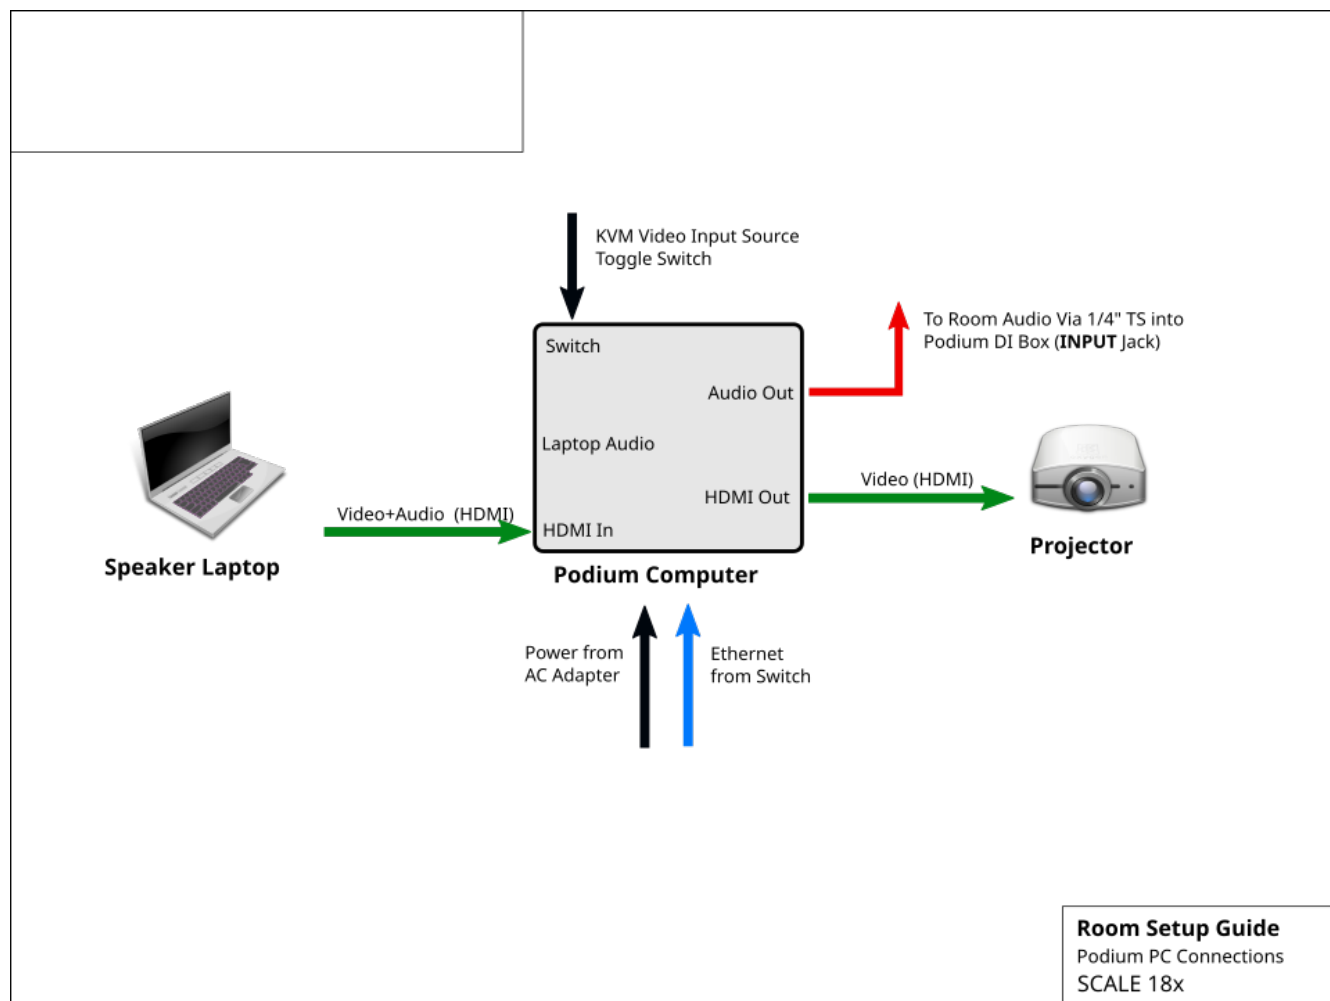 KVM Video Input Source
Toggle Switch
Switch
To Room Audio Via 1/4" TS into
Podium DI Box (INPUT Jack)
Audio Out
Laptop Audio
HDMI Out
Video (HDMI)
Video+Audio (HDMI)
HDMI In
Speaker Laptop
Podium Computer
Projector
Power from
AC Adapter
Ethernet
from Switch
Room Setup Guide
Podium PC Connections
SCALE 18x